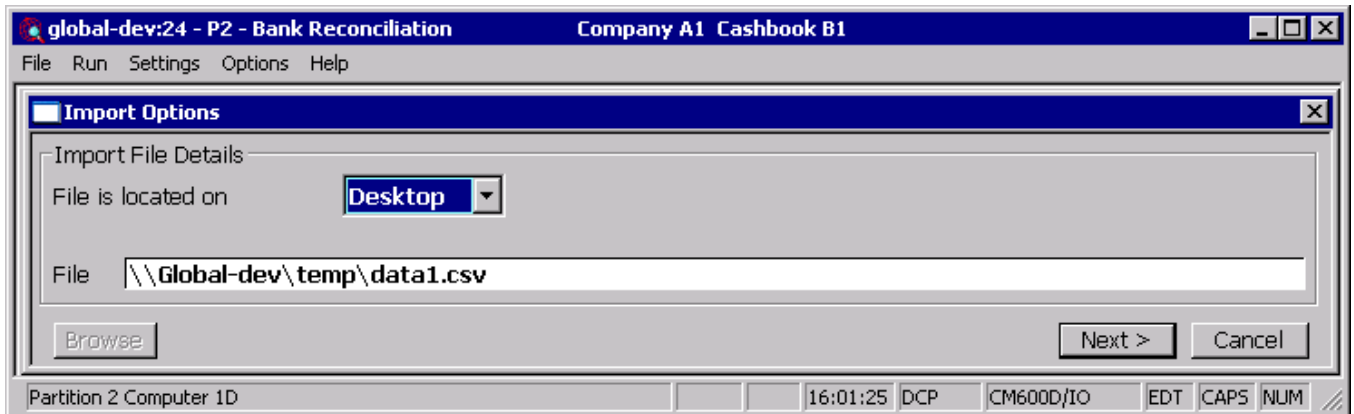 global-dev:24 - P2 - Bank Reconciliation Company A1 Cashbook B1
File Run Settings Options Help
Import Options
Import File Details
File is located on Desktop
File \\Global-dev\temp\data1.csv
Browse Next > Cancel
Partition 2 Computer 1D 16:01:25 DCP CM600D/IO EDT CAPS NUM